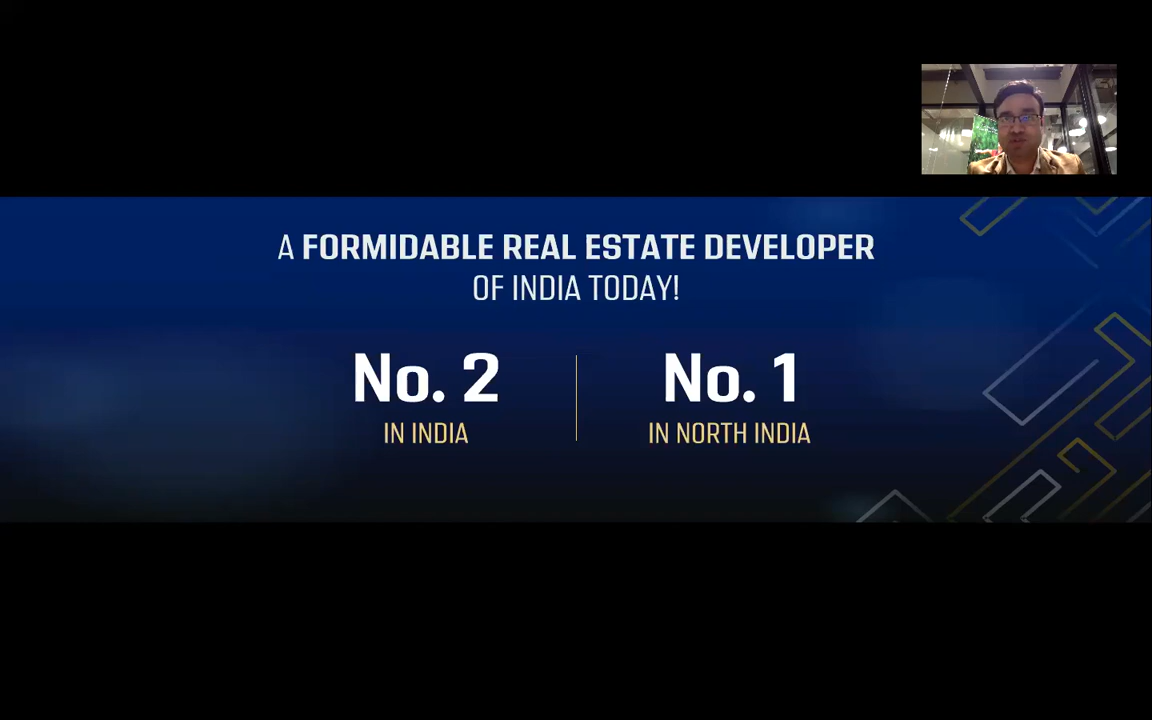 A FORMIDABLE REAL ESTATE DEVELOPER
OF INDIA TODAY!
No. 2
IN INDIA
No. 1
IN NORTH INDIA